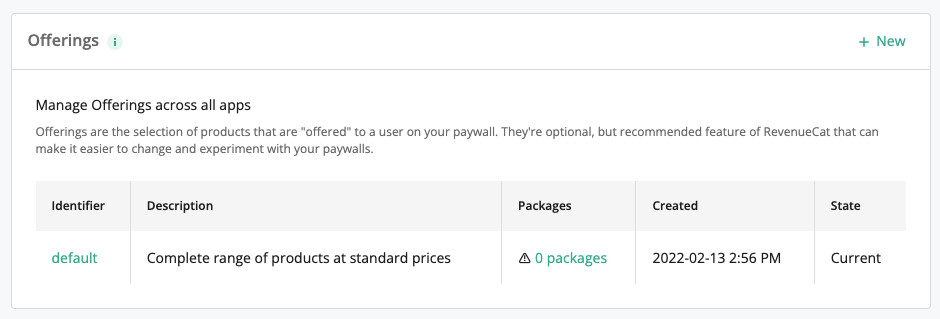 Offerings
+ New
Manage Offerings across all apps
Offerings are the selection of products that are "offered" to a user on your paywall. They're optional, but recommended feature of RevenueCat that can
make it easier to change and experiment with your paywalls.
Identifier Description Packages Created State
default Complete range of products at standard prices 0 packages 2022-02-13 2:56 PM Current